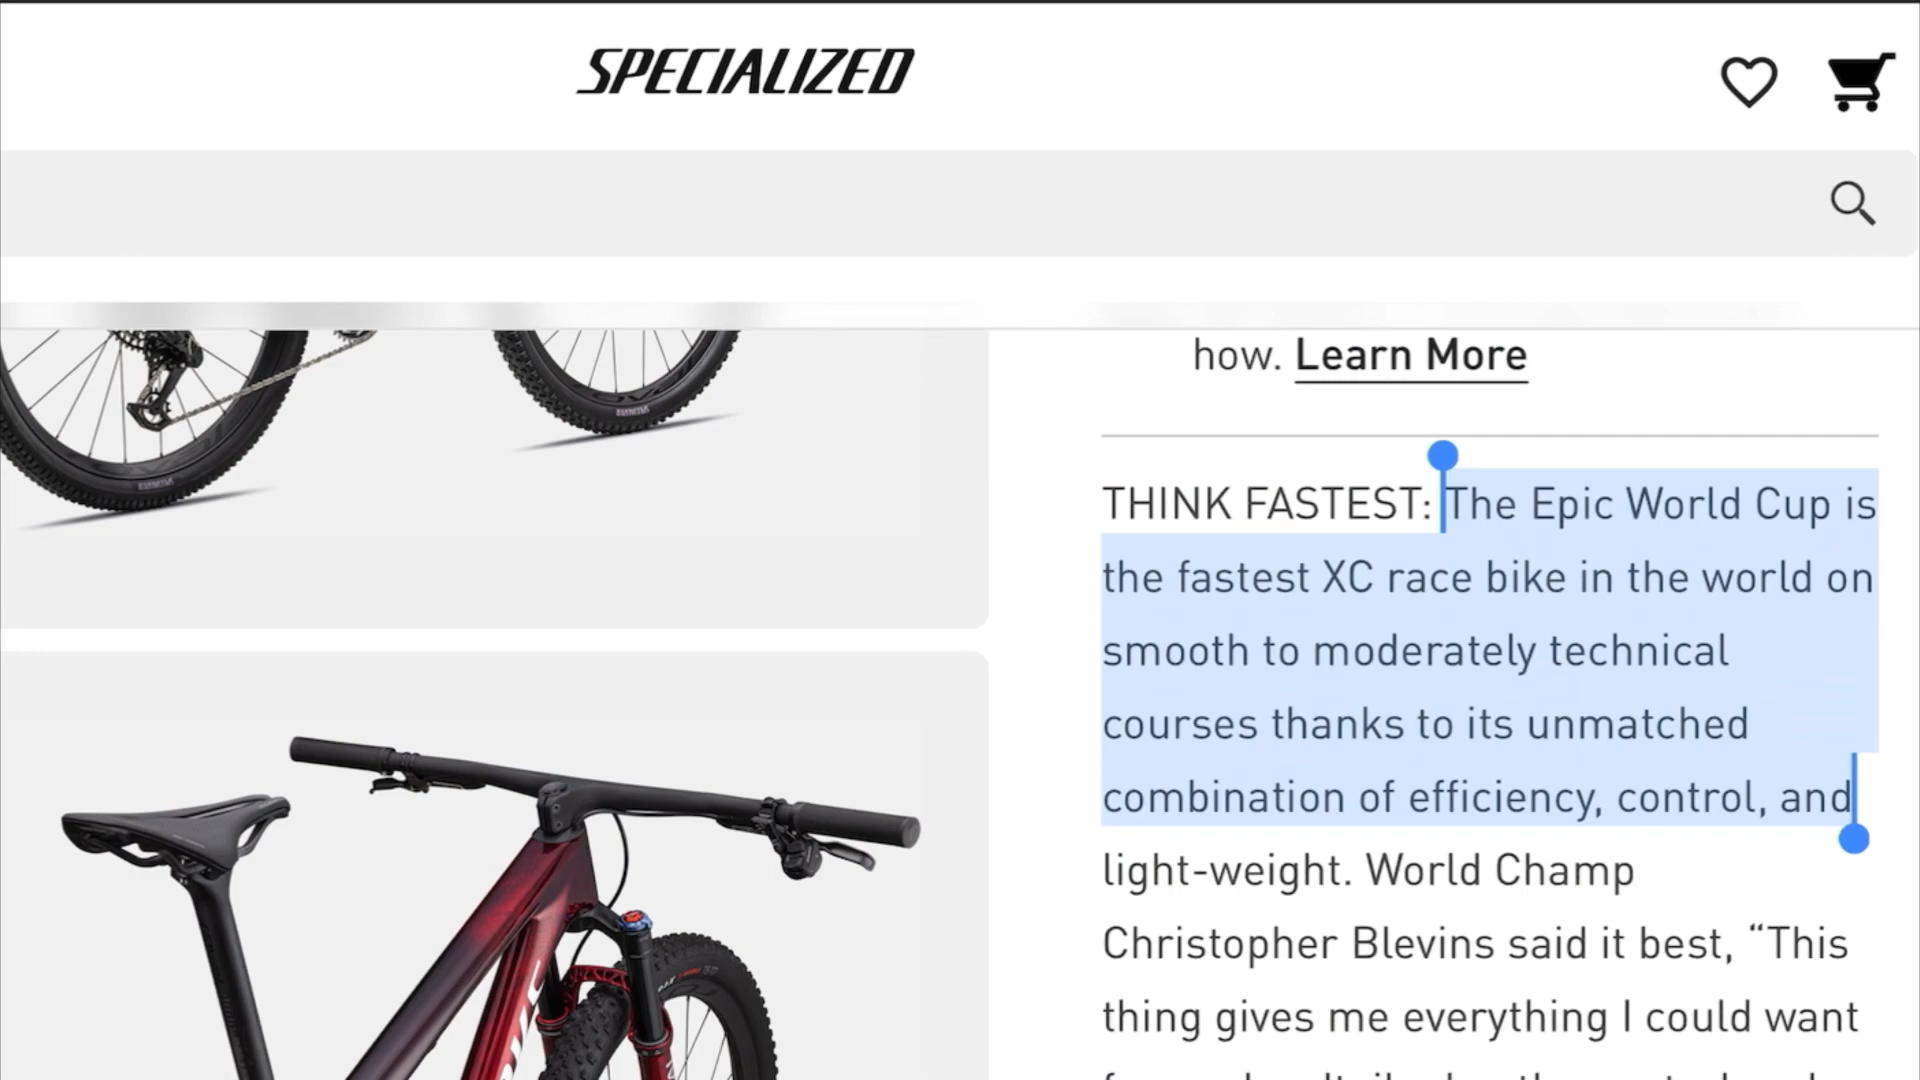 SPECIALIZED
how. Learn More
THINK FASTEST: The Epic World Cup is
the fastest XC race bike in the world on
smooth to moderately technical
courses thanks to its unmatched
combination of efficiency, control, and
light-weight. World Champ
Christopher Blevins said it best, “This
thing gives me everything I could want